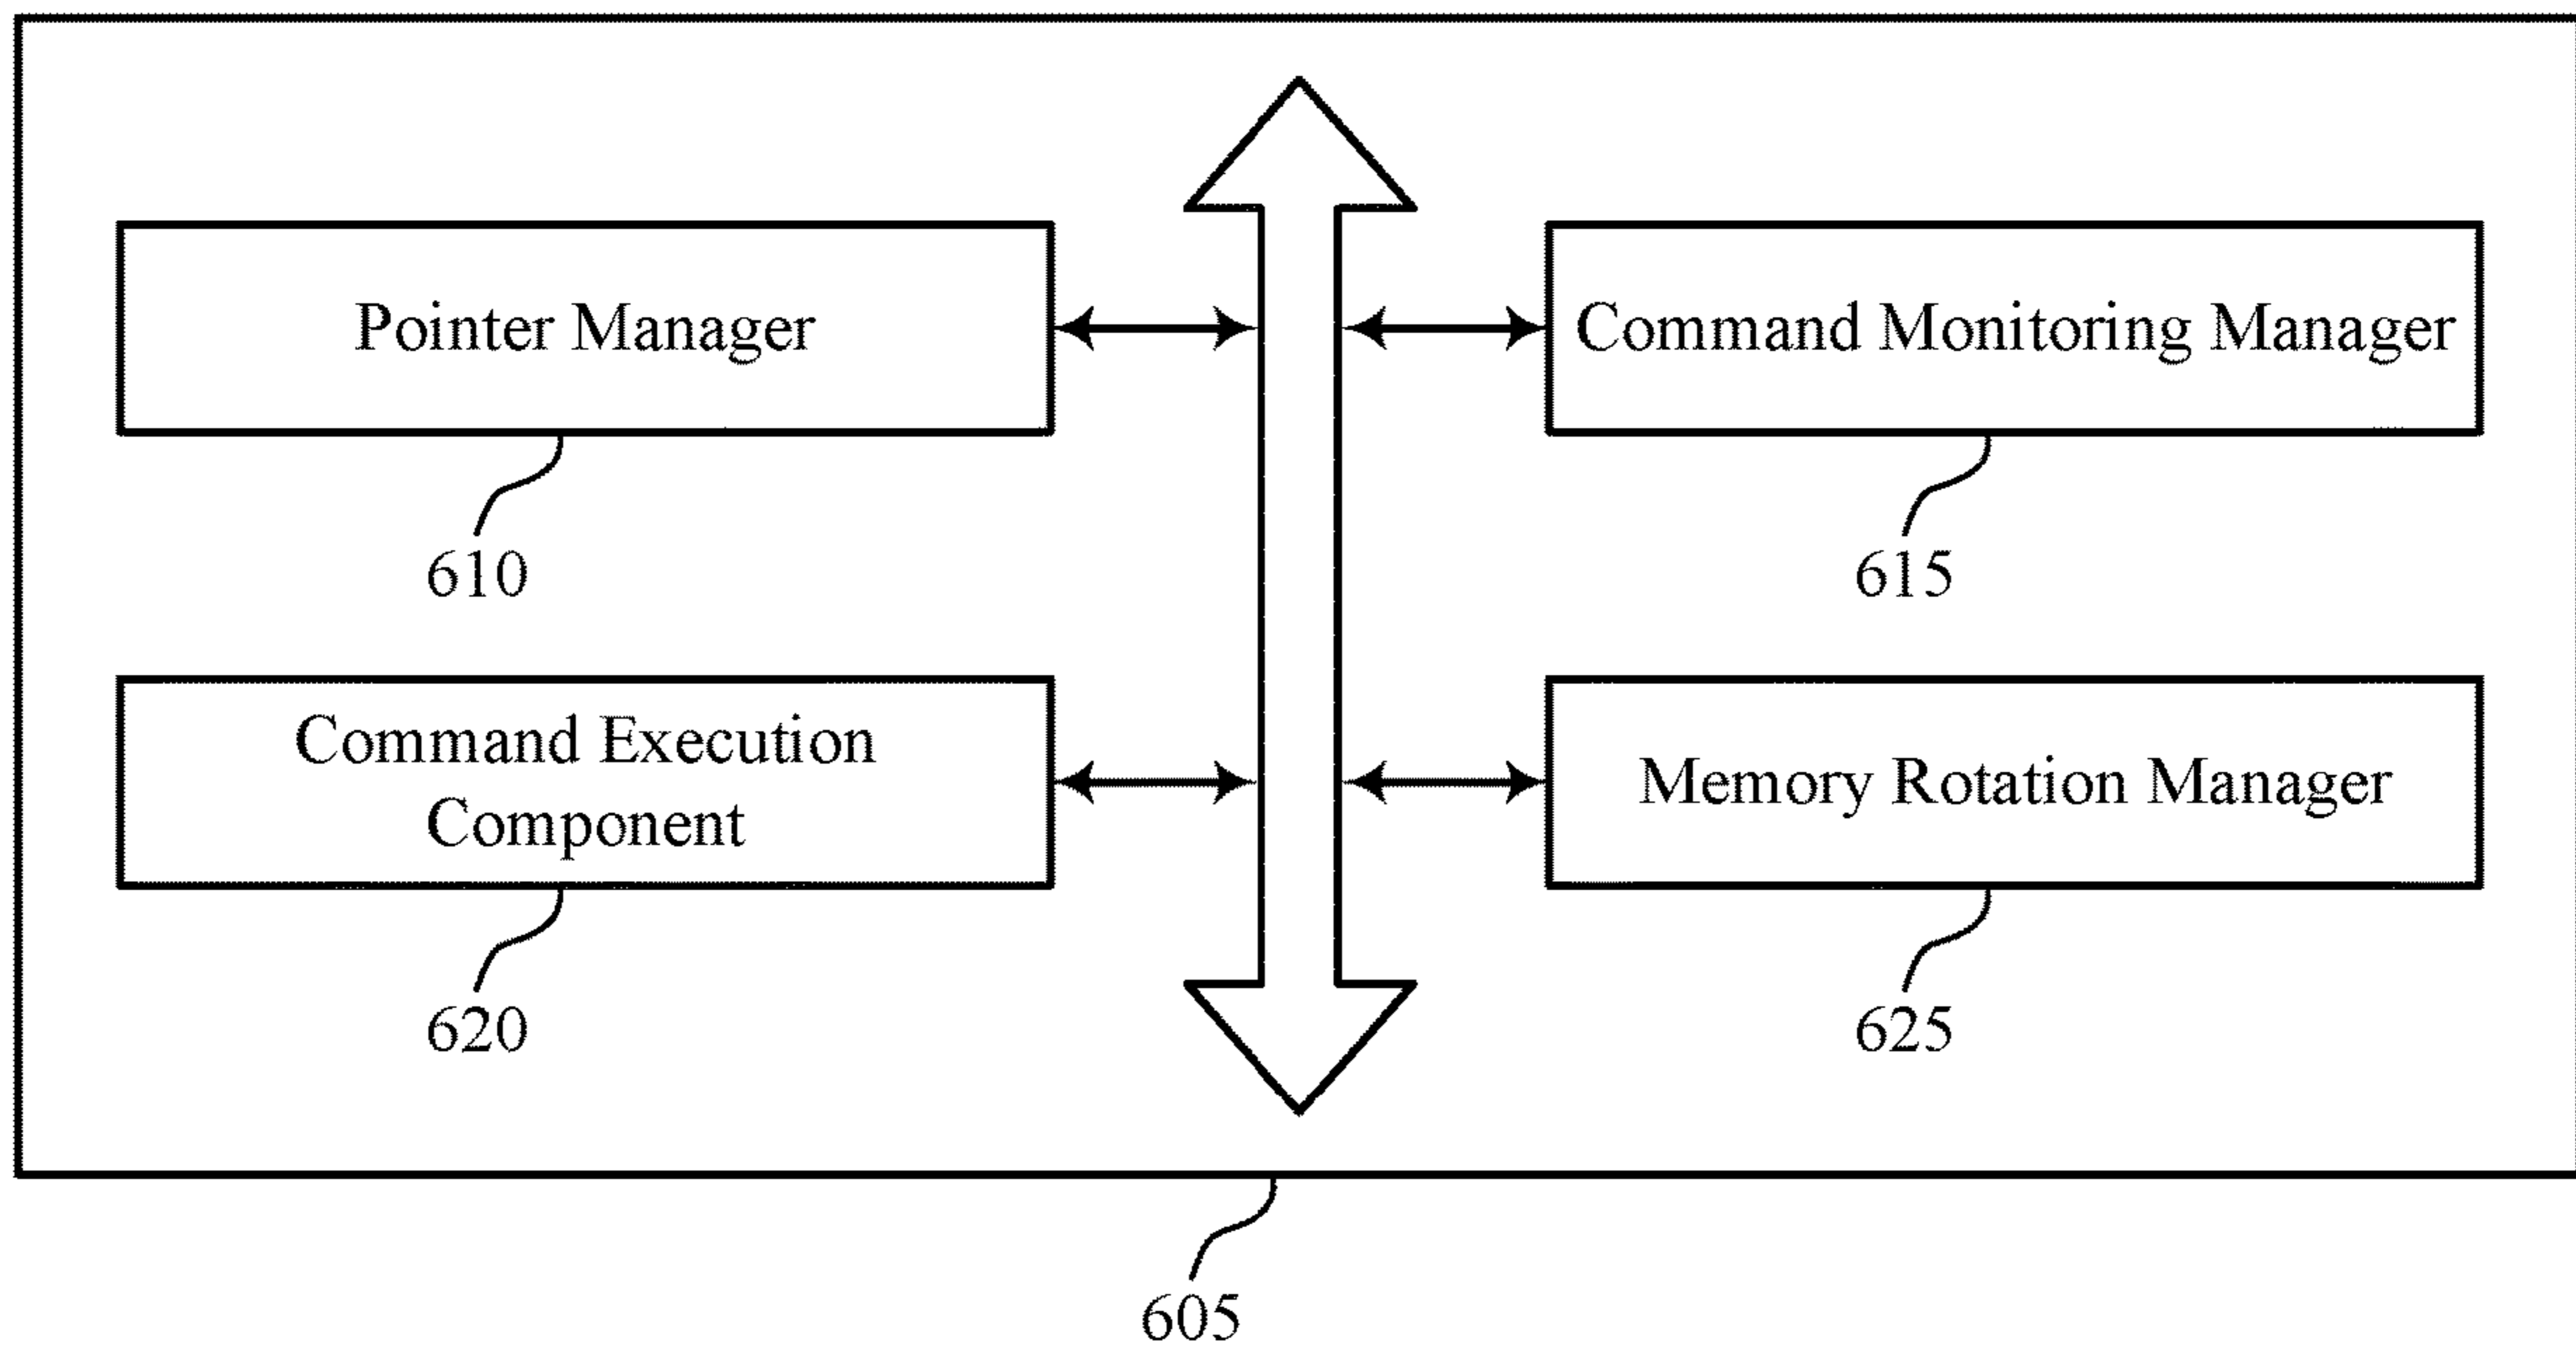 Pointer Manager
Command Monitoring Manager
610
615
Command Execution
Component
Memory Rotation Manager
620
625
605